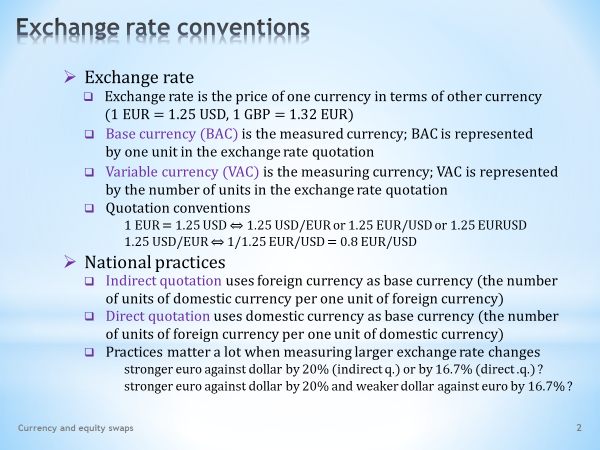 Exchange rate conventions
➢ Exchange rate
❑ Exchange rate is the price of one currency in terms of other currency
(1 EUR = 1.25 USD, 1 GBP = 1.32 EUR)
❑ Base currency (BAC) is the measured currency; BAC is represented
by one unit in the exchange rate quotation
❑ Variable currency (VAC) is the measuring currency; VAC is represented
by the number of units in the exchange rate quotation
❑ Quotation conventions
1 EUR = 1.25 USD ⇔ 1.25 USD/EUR or 1.25 EUR/USD or 1.25 EURUSD
1.25 USD/EUR ⇔ 1/1.25 EUR/USD = 0.8 EUR/USD
➢ National practices
❑ Indirect quotation uses foreign currency as base currency (the number
of units of domestic currency per one unit of foreign currency)
❑ Direct quotation uses domestic currency as base currency (the number
of units of foreign currency per one unit of domestic currency)
❑ Practices matter a lot when measuring larger exchange rate changes
stronger euro against dollar by 20% (indirect q.) or by 16.7% (direct .q.) ?
stronger euro against dollar by 20% and weaker dollar against euro by 16.7% ?
Currency and equity swaps
2